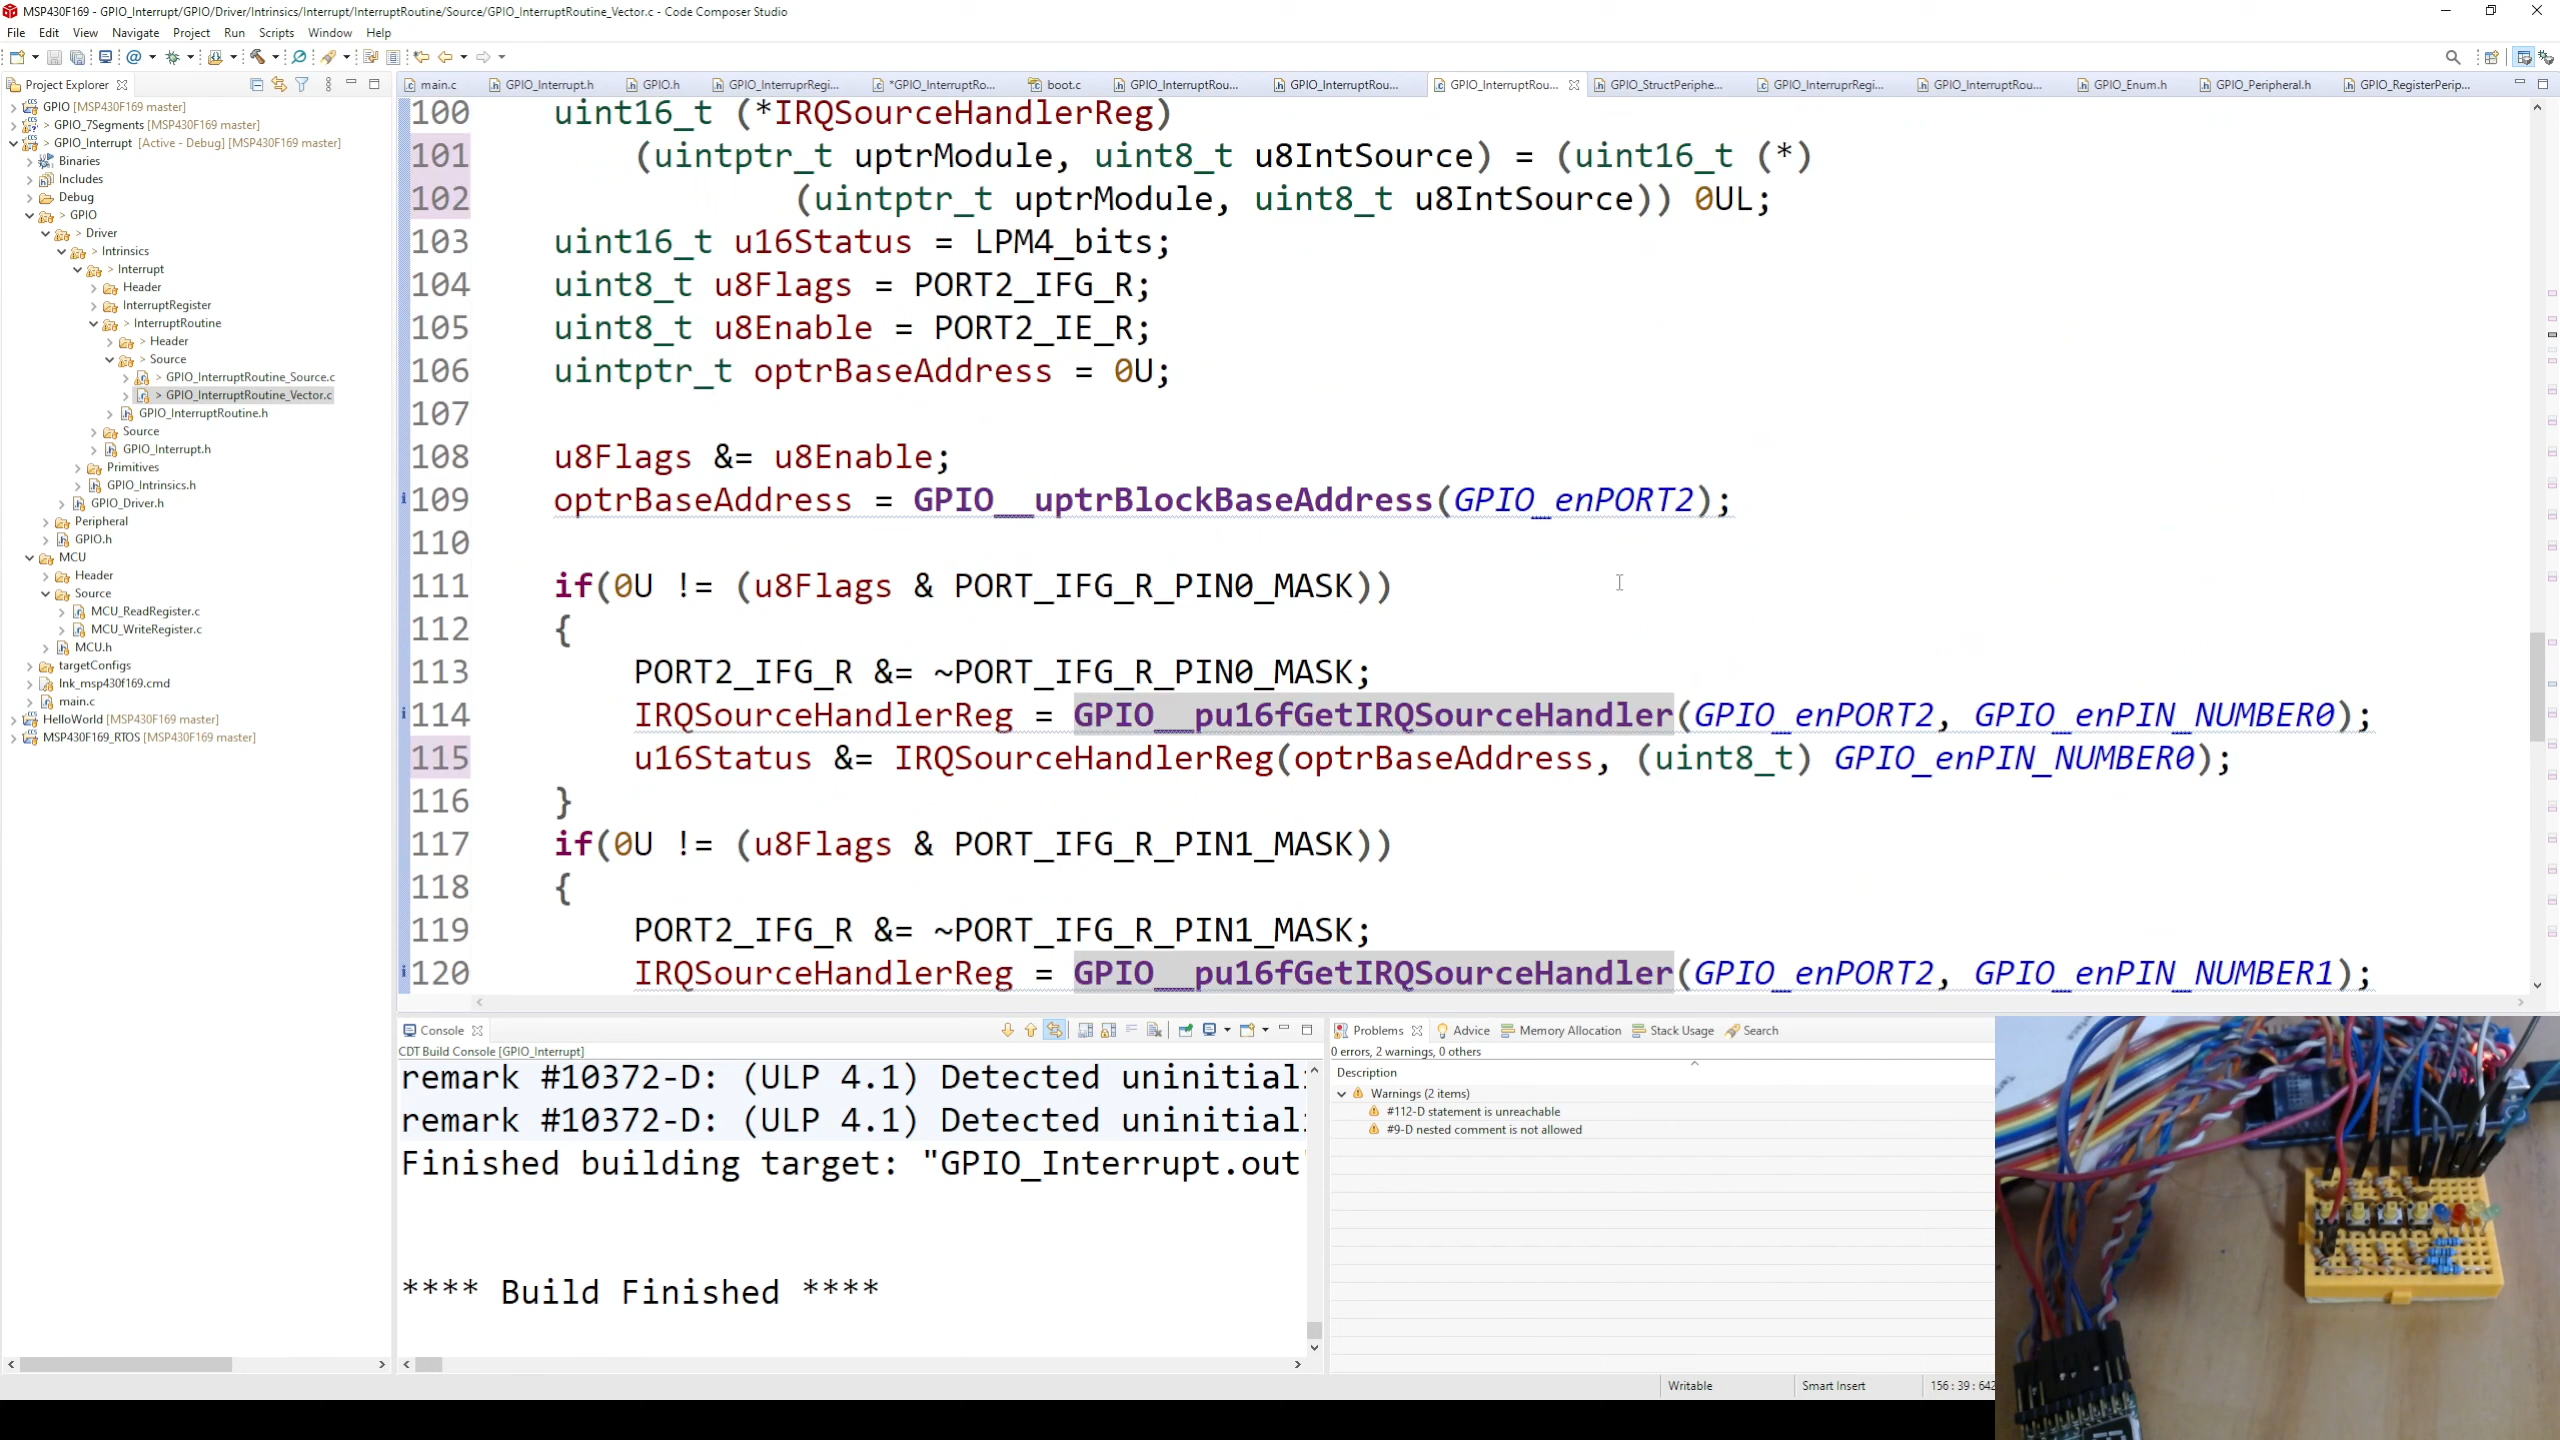 MSP430F169 - GPIO_Interrupt/GPIO/Driver/Intrinsics/Interrupt/InterruptRoutine/Source/GPIO_InterruptRoutine_Vector.c - Code Composer Studio
File Edit View Navigate Project Run Scripts Window Help
Project Explorer
main.c GPIO_Interrupt.h GPIO.h GPIO_InterruprRegi... *GPIO_InterruptRo... boot.c GPIO_InterruptRou... GPIO_InterruptRou... GPIO_InterruptRou... GPIO_StructPeriphe... GPIO_InterruprRegi... GPIO_InterruptRou... GPIO_Enum.h GPIO_Peripheral.h GPIO_RegisterPerip...
GPIO [MSP430F169 master]
> GPIO_7Segments [MSP430F169 master]
> GPIO_Interrupt [Active - Debug] [MSP430F169 master]
Binaries
Includes
Debug
> GPIO
> Driver
> Intrinsics
> Interrupt
Header
InterruptRegister
> InterruptRoutine
> Header
> Source
> GPIO_InterruptRoutine_Source.c
> GPIO_InterruptRoutine_Vector.c
GPIO_InterruptRoutine.h
Source
GPIO_Interrupt.h
Primitives
GPIO_Intrinsics.h
GPIO_Driver.h
Peripheral
GPIO.h
MCU
Header
Source
MCU_ReadRegister.c
MCU_WriteRegister.c
MCU.h
targetConfigs
lnk_msp430f169.cmd
main.c
HelloWorld [MSP430F169 master]
MSP430F169_RTOS [MSP430F169 master]
100 uint16_t (*IRQSourceHandlerReg)
101 (uintptr_t uptrModule, uint8_t u8IntSource) = (uint16_t (*)
102 (uintptr_t uptrModule, uint8_t u8IntSource)) 0UL;
103 uint16_t u16Status = LPM4_bits;
104 uint8_t u8Flags = PORT2_IFG_R;
105 uint8_t u8Enable = PORT2_IE_R;
106 uintptr_t optrBaseAddress = 0U;
107
108 u8Flags &= u8Enable;
109 optrBaseAddress = GPIO__uptrBlockBaseAddress(GPIO_enPORT2);
110
111 if(0U != (u8Flags & PORT_IFG_R_PIN0_MASK))
112 {
113 PORT2_IFG_R &= ~PORT_IFG_R_PIN0_MASK;
114 IRQSourceHandlerReg = GPIO__pu16fGetIRQSourceHandler(GPIO_enPORT2, GPIO_enPIN_NUMBER0);
115 u16Status &= IRQSourceHandlerReg(optrBaseAddress, (uint8_t) GPIO_enPIN_NUMBER0);
116 }
117 if(0U != (u8Flags & PORT_IFG_R_PIN1_MASK))
118 {
119 PORT2_IFG_R &= ~PORT_IFG_R_PIN1_MASK;
120 IRQSourceHandlerReg = GPIO__pu16fGetIRQSourceHandler(GPIO_enPORT2, GPIO_enPIN_NUMBER1);
Console
CDT Build Console [GPIO_Interrupt]
remark #10372-D: (ULP 4.1) Detected uninitiali
remark #10372-D: (ULP 4.1) Detected uninitiali
Finished building target: "GPIO_Interrupt.out"
**** Build Finished ****
Problems Advice Memory Allocation Stack Usage Search
0 errors, 2 warnings, 0 others
Description
Warnings (2 items)
#112-D statement is unreachable
#9-D nested comment is not allowed
Writable Smart Insert 156 : 39 : 642